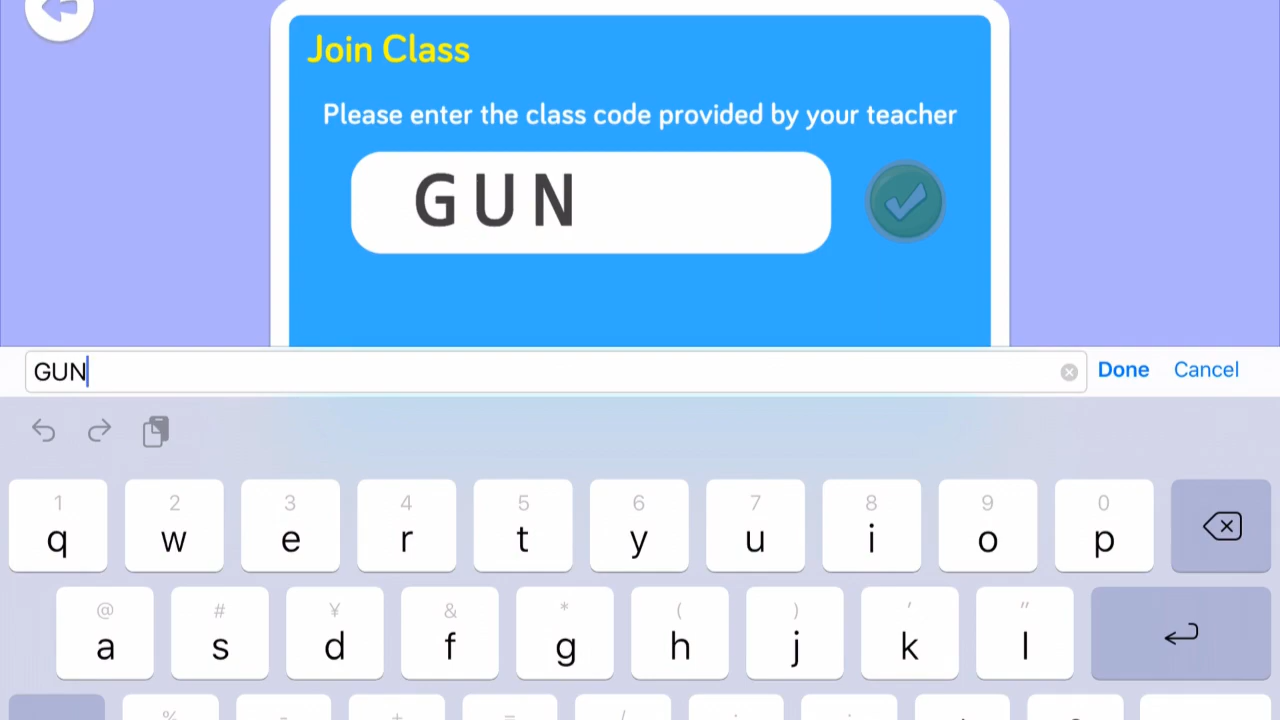 Join Class
Please enter the class code provided by your teacher
GUN
GUN
Done Cancel
1 2 3 4 5 6 7 8 9 0
q w e r t y u i o p
@ # ¥ & * ( ) ' "
a s d f g h j k l
% - + = /